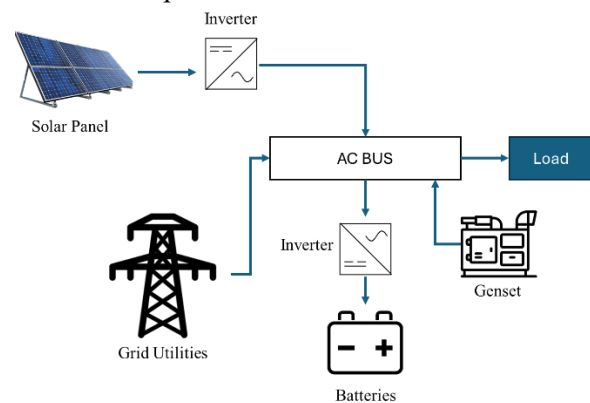 Inverter
Solar Panel
AC BUS
Load
Inverter
Genset
Grid Utilities
Batteries